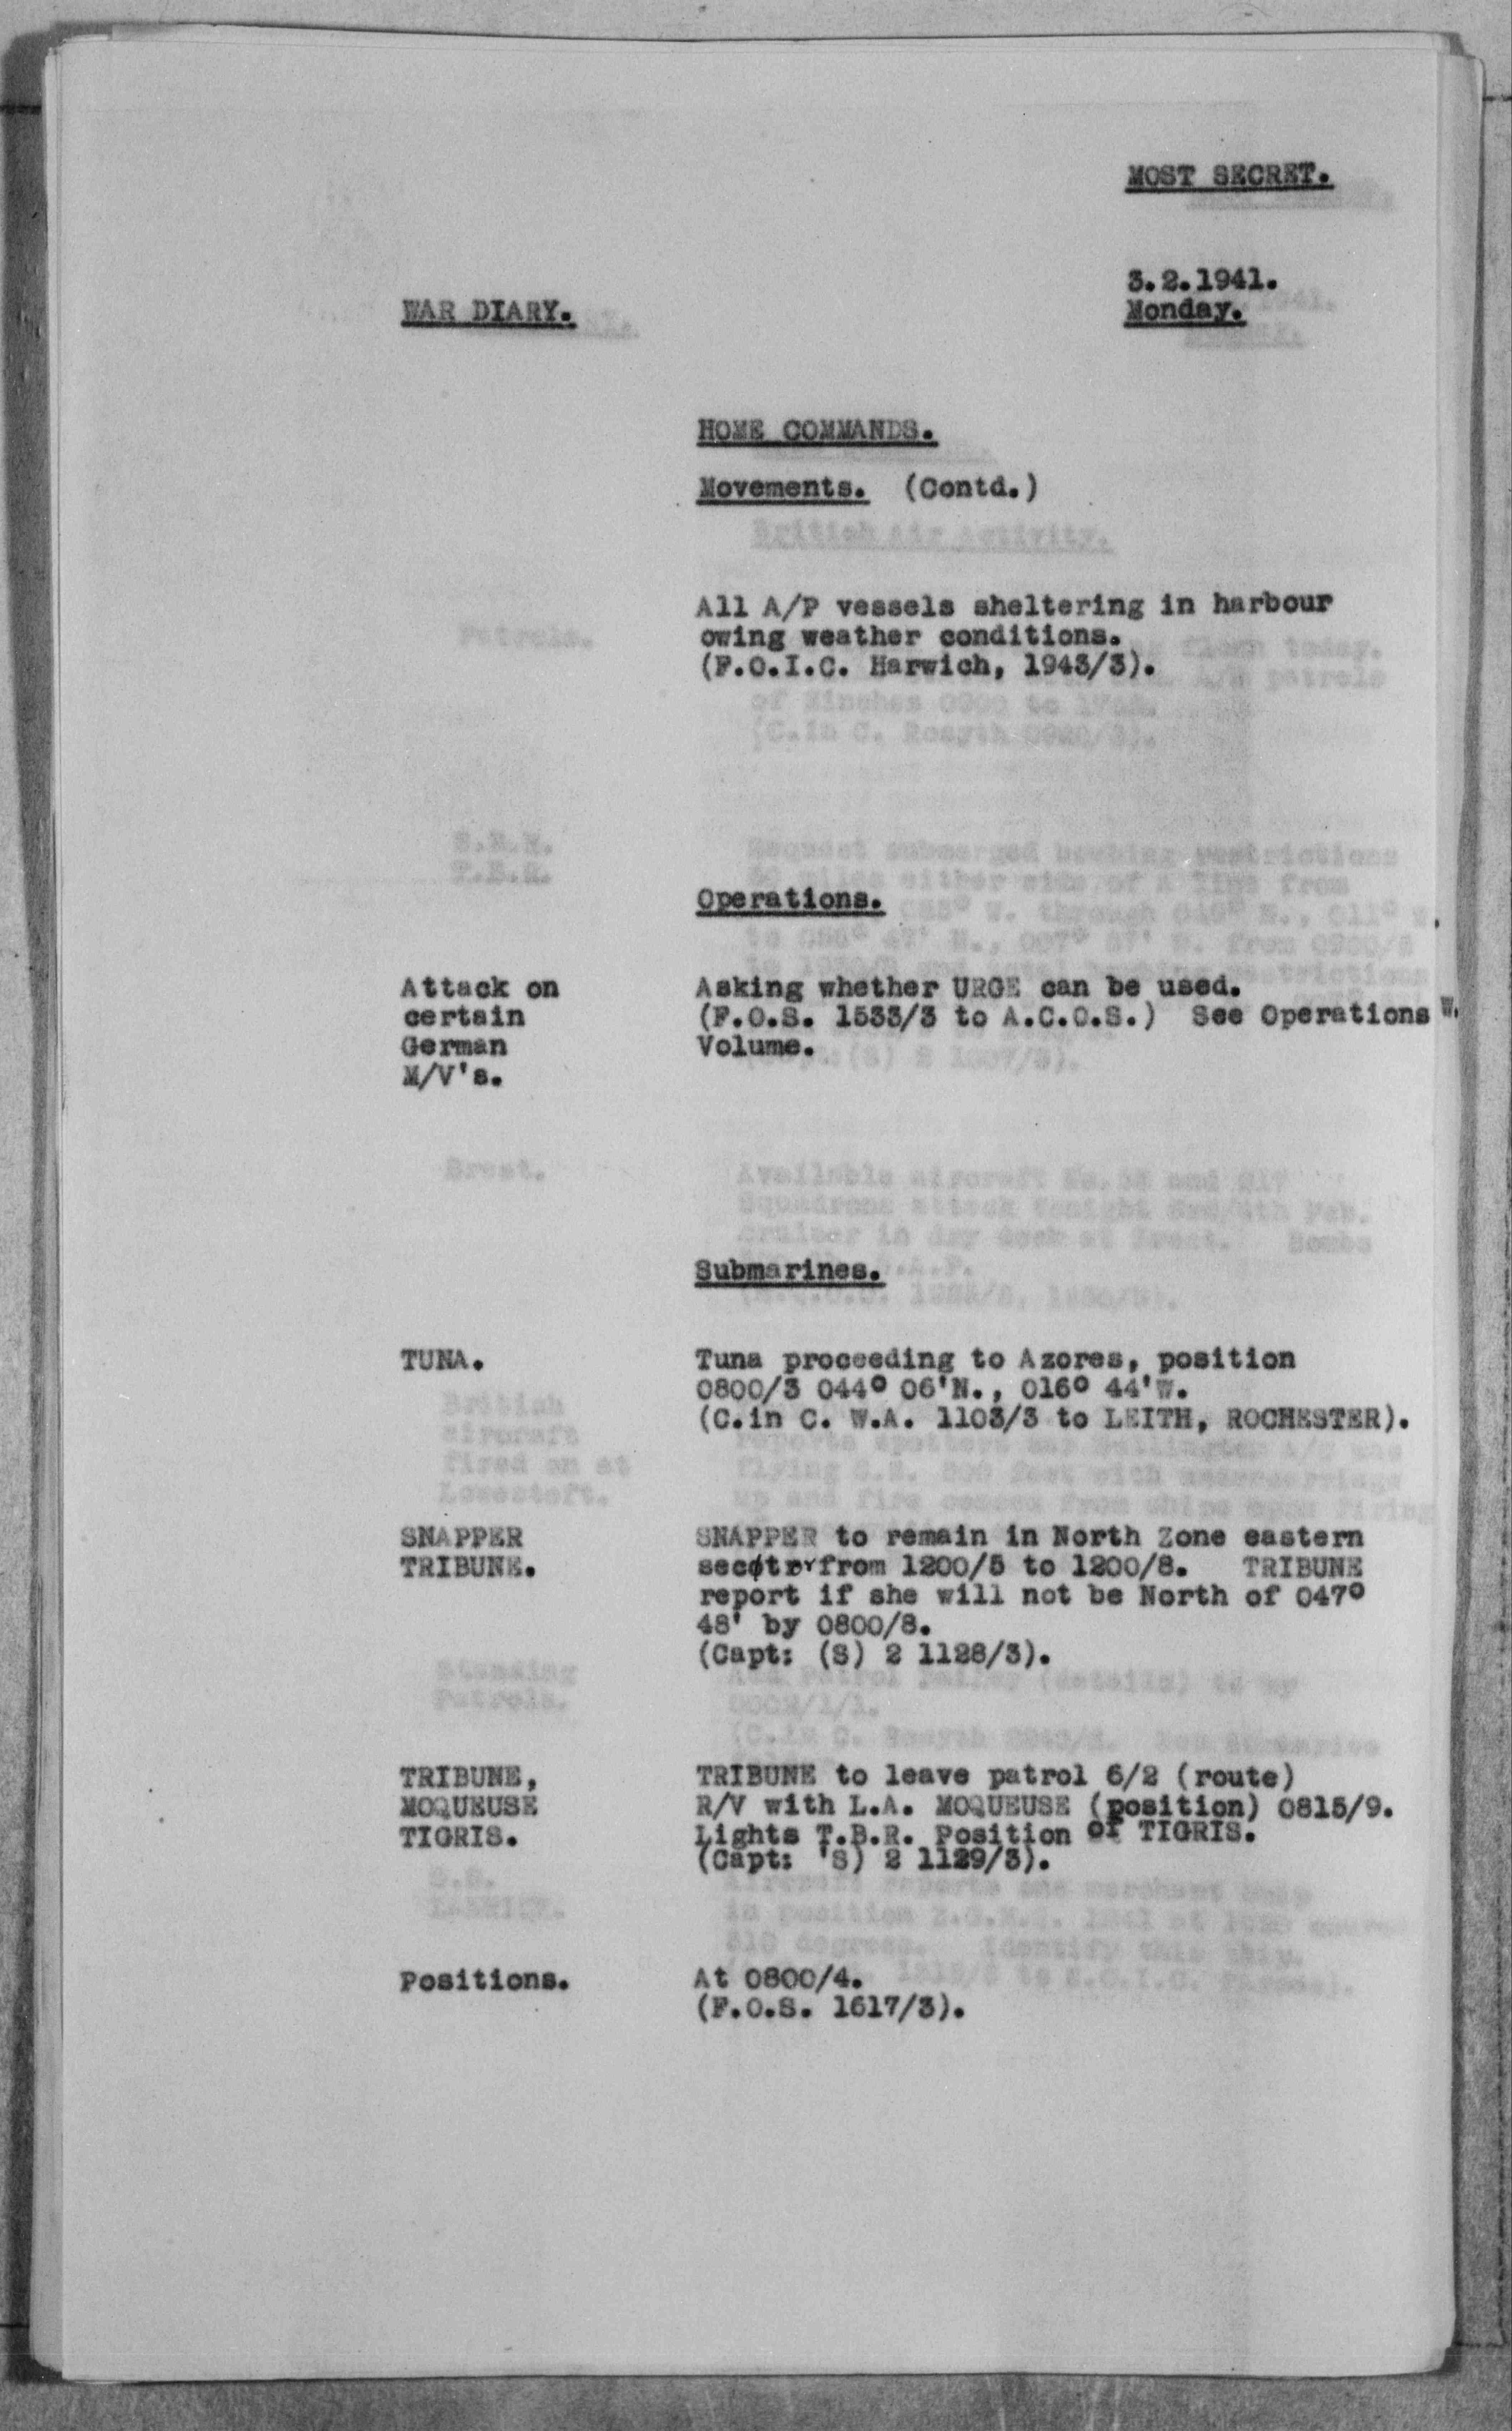 MOST SECRET.
3.2.1941.
WAR DIARY. Monday.
HOME COMMANDS.
Movements. (Contd.)
All A/P vessels sheltering in harbour
owing weather conditions.
(F.O.I.C. Harwich, 1943/3).
Operations.
Attack on Asking whether URGE can be used.
certain (F.O.S. 1533/3 to A.C.O.S.) See Operations
German Volume.
M/V's.
Submarines.
TUNA. Tuna proceeding to Azores, position
0800/3 044° 06'N., 016° 44'W.
(C.in C. W.A. 1103/3 to LEITH, ROCHESTER).
SNAPPER SNAPPER to remain in North Zone eastern
TRIBUNE. from 1200/5 to 1200/8. TRIBUNE
report if she will not be North of 047°
48' by 0800/8.
(Capt: (S) 2 1128/3).
TRIBUNE, TRIBUNE to leave patrol 6/2 (route)
MOQUEUSE R/V with L.A. MOQUEUSE (position) 0815/9.
TIGRIS. Lights T.B.R. Position of TIGRIS.
(Capt: 'S) 2 1129/3).
Positions. At 0800/4.
(F.O.S. 1617/3).